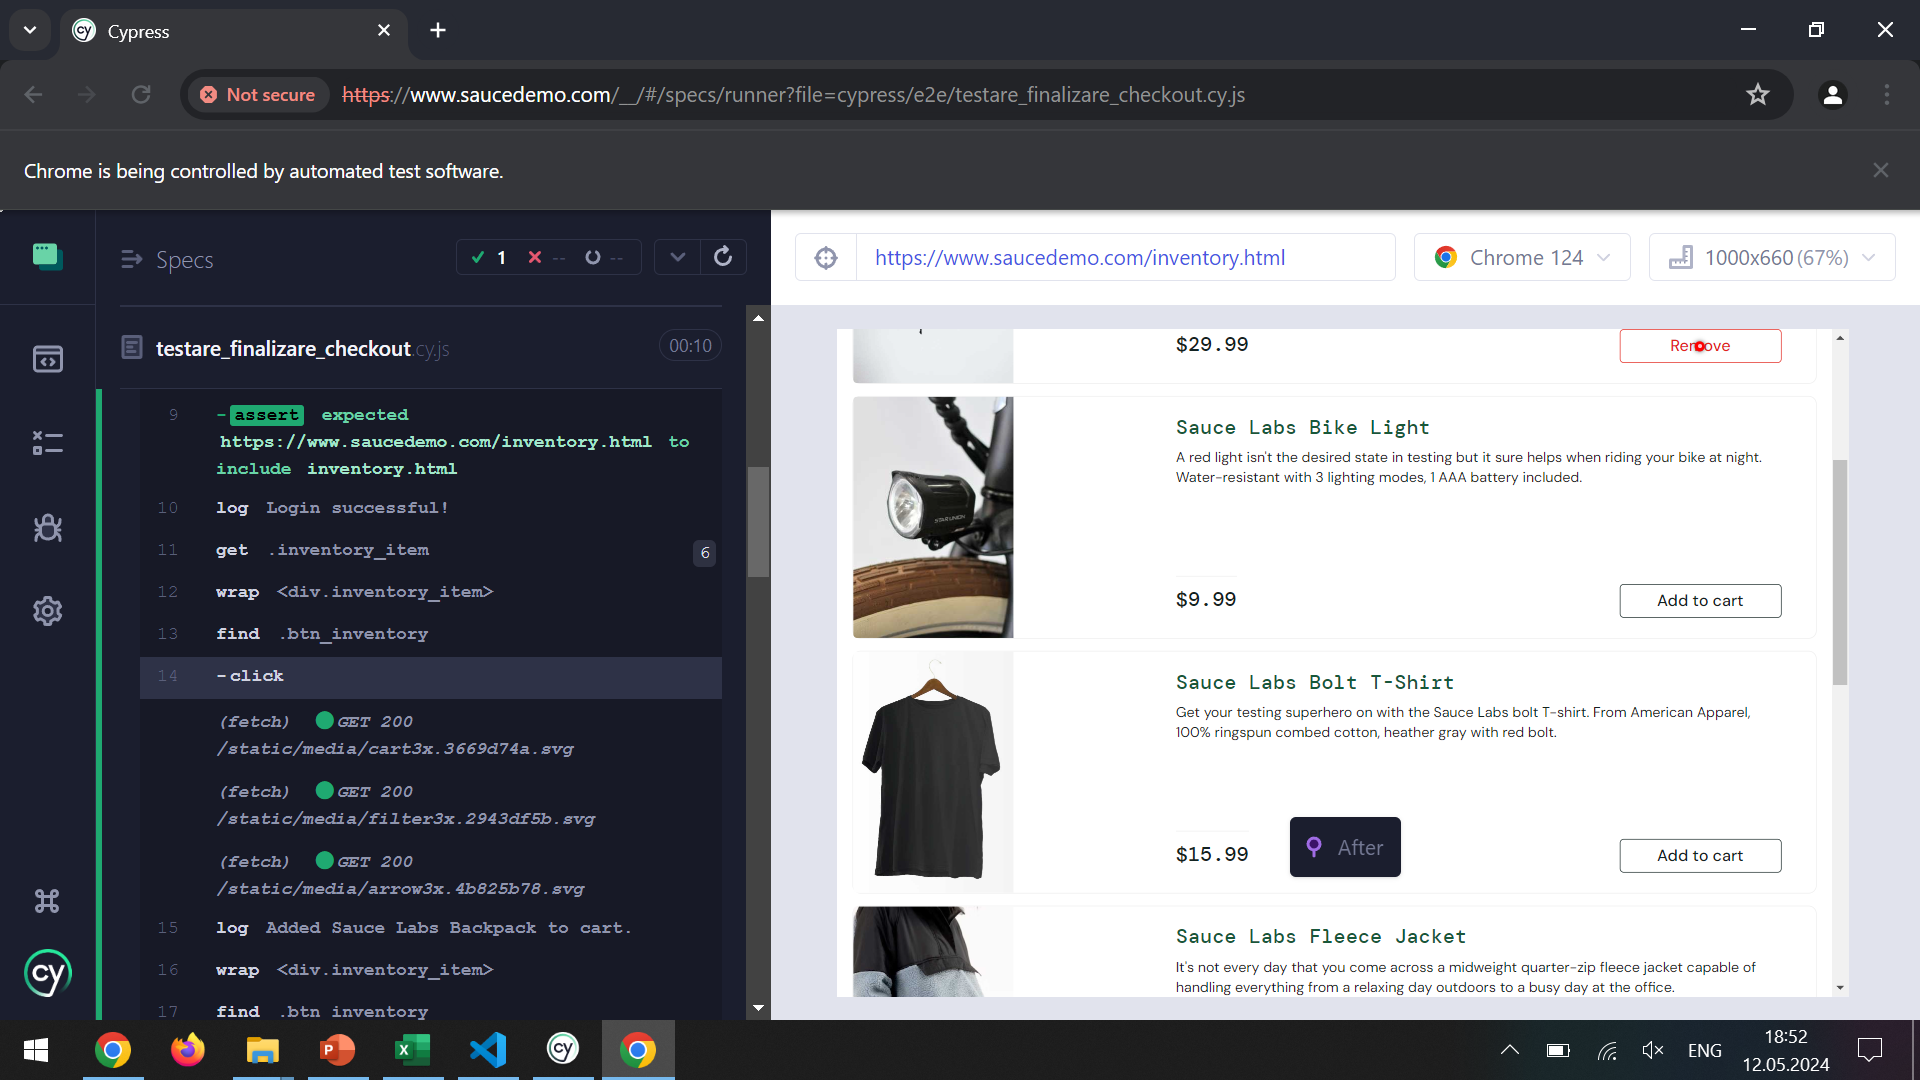 Cypress
Not secure https://www.saucedemo.com/__/#/specs/runner?file=cypress/e2e/testare_finalizare_checkout.cy.js
Chrome is being controlled by automated test software.
Specs
1 -- --
https://www.saucedemo.com/inventory.html
Chrome 124
1000x660 (67%)
testare_finalizare_checkout.cy.js 00:10
9 -assert expected
https://www.saucedemo.com/inventory.html to
include inventory.html
10 log Login successful!
11 get .inventory_item 6
12 wrap <div.inventory_item>
13 find .btn_inventory
14 -click
(fetch) GET 200
/static/media/cart3x.3669d74a.svg
(fetch) GET 200
/static/media/filter3x.2943df5b.svg
(fetch) GET 200
/static/media/arrow3x.4b825b78.svg
15 log Added Sauce Labs Backpack to cart.
16 wrap <div.inventory_item>
17 find .btn_inventory
cy
$29.99
Remove
Sauce Labs Bike Light
A red light isn't the desired state in testing but it sure helps when riding your bike at night.
Water-resistant with 3 lighting modes, 1 AAA battery included.
STAR UNION
$9.99
Add to cart
Sauce Labs Bolt T-Shirt
Get your testing superhero on with the Sauce Labs bolt T-shirt. From American Apparel,
100% ringspun combed cotton, heather gray with red bolt.
$15.99
After
Add to cart
Sauce Labs Fleece Jacket
It's not every day that you come across a midweight quarter-zip fleece jacket capable of
handling everything from a relaxing day outdoors to a busy day at the office.
ENG
18:52
12.05.2024